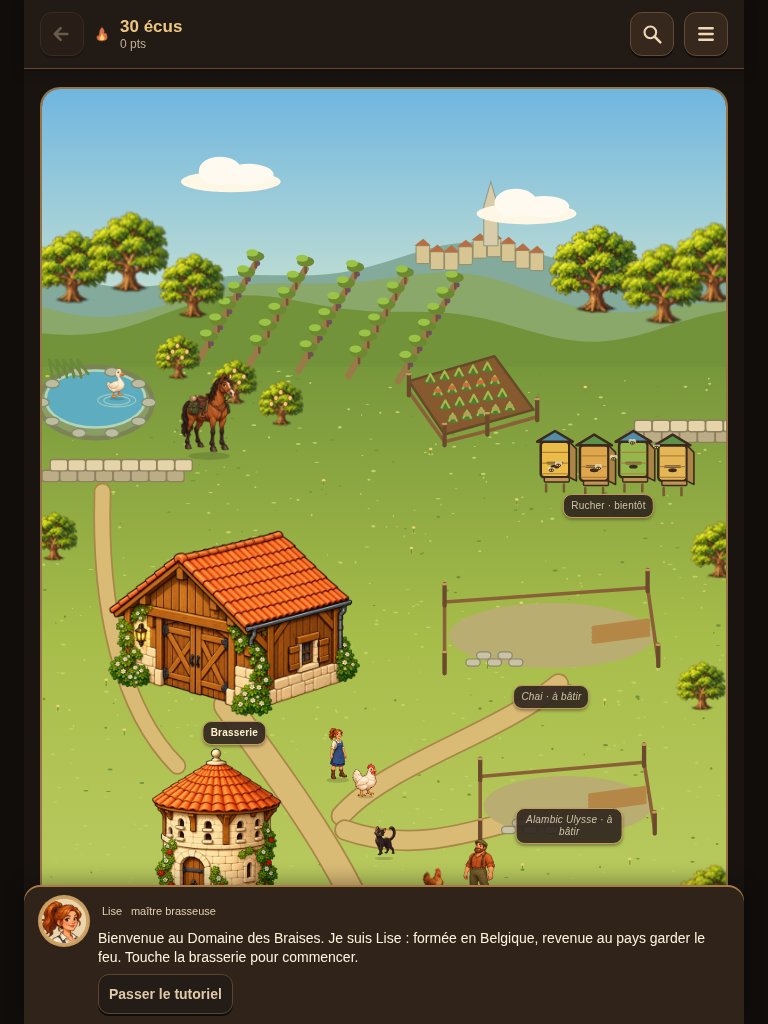 30 écus
0 pts
Rucher · bientôt
Chai · à bâtir
Brasserie
Alambic Ulysse · à
bâtir
Lise maître brasseuse
Bienvenue au Domaine des Braises. Je suis Lise : formée en Belgique, revenue au pays garder le
feu. Touche la brasserie pour commencer.
Passer le tutoriel